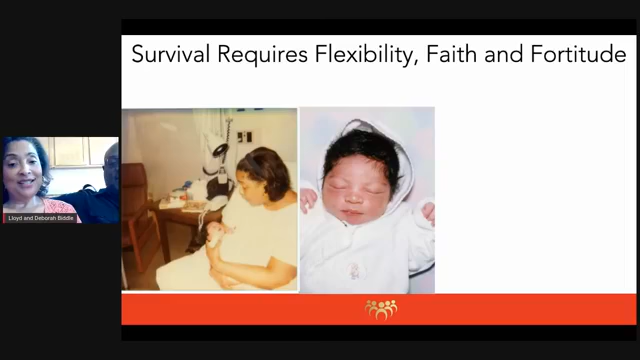 Survival Requires Flexibility, Faith and Fortitude
Lloyd and Deborah Biddle